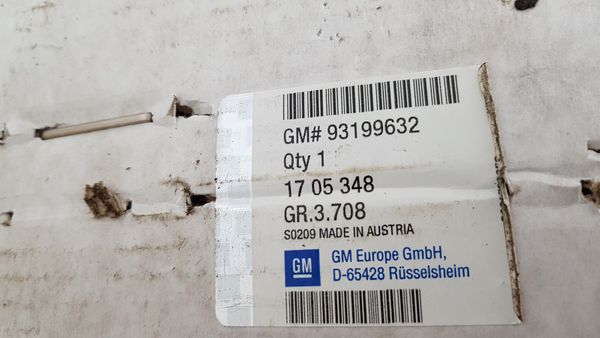 GM# 93199632
Qty 1
17 05 348
GR.3.708
S0209 MADE IN AUSTRIA
GM
GM Europe GmbH,
D-65428 Rüsselsheim